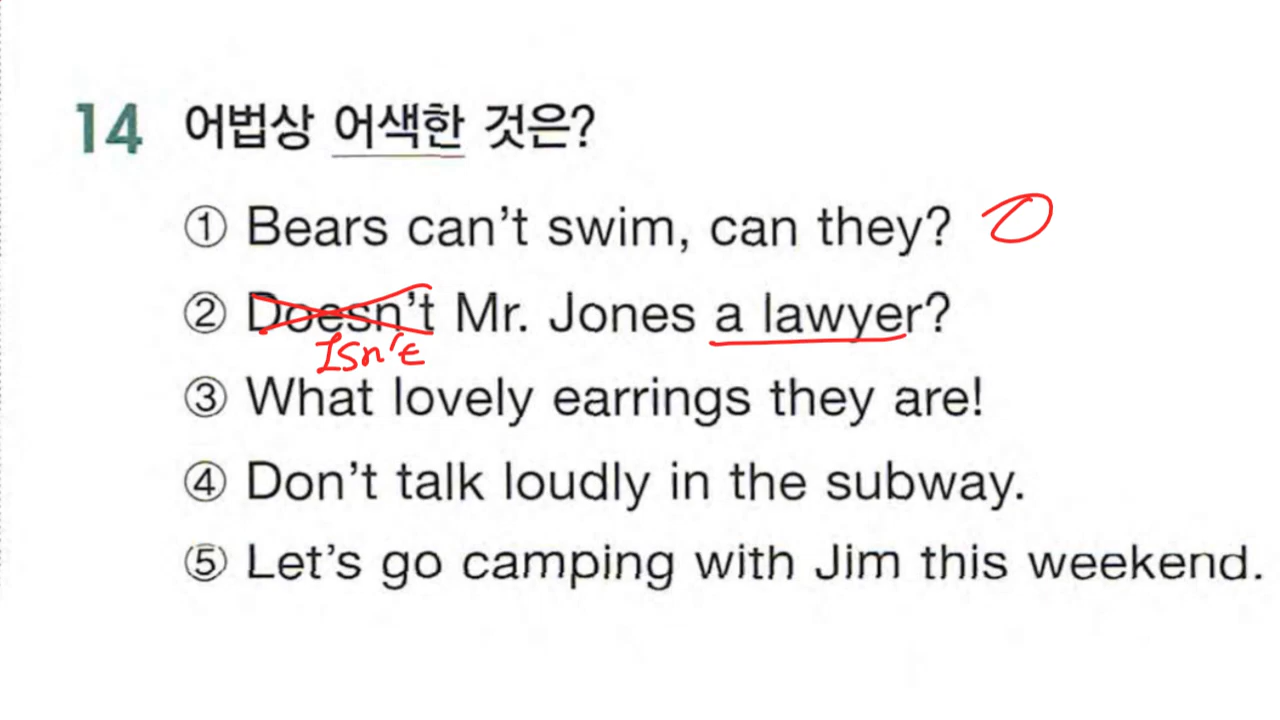 14 어법상 어색한 것은?
① Bears can't swim, can they? O
② Doesn't Mr. Jones a lawyer?
Isn't
③ What lovely earrings they are!
④ Don't talk loudly in the subway.
⑤ Let's go camping with Jim this weekend.